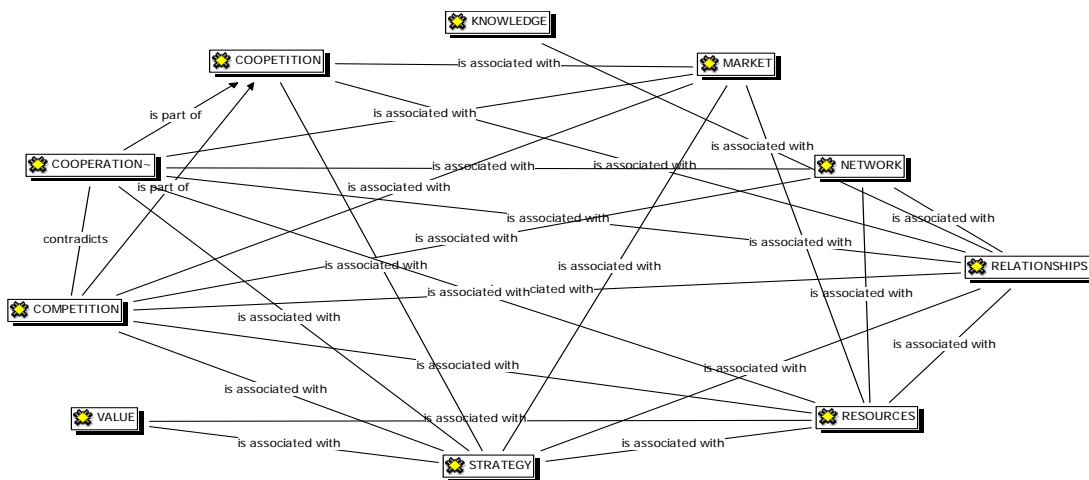 KNOWLEDGE
COOPETITION
is associated with
MARKET
is part of
is associated with
is associated with
COOPERATION~
is associated with
is associated with
NETWORK
is part of
is associated with
is associated with
is associated with
contradicts
is associated with
is associated with
is associated with
RELATIONSHIPS
is associated with
is associated with
is associated with
COMPETITION
is associated with
is associated with
is associated with
is associated with
VALUE
is associated with
RESOURCES
is associated with
is associated with
STRATEGY